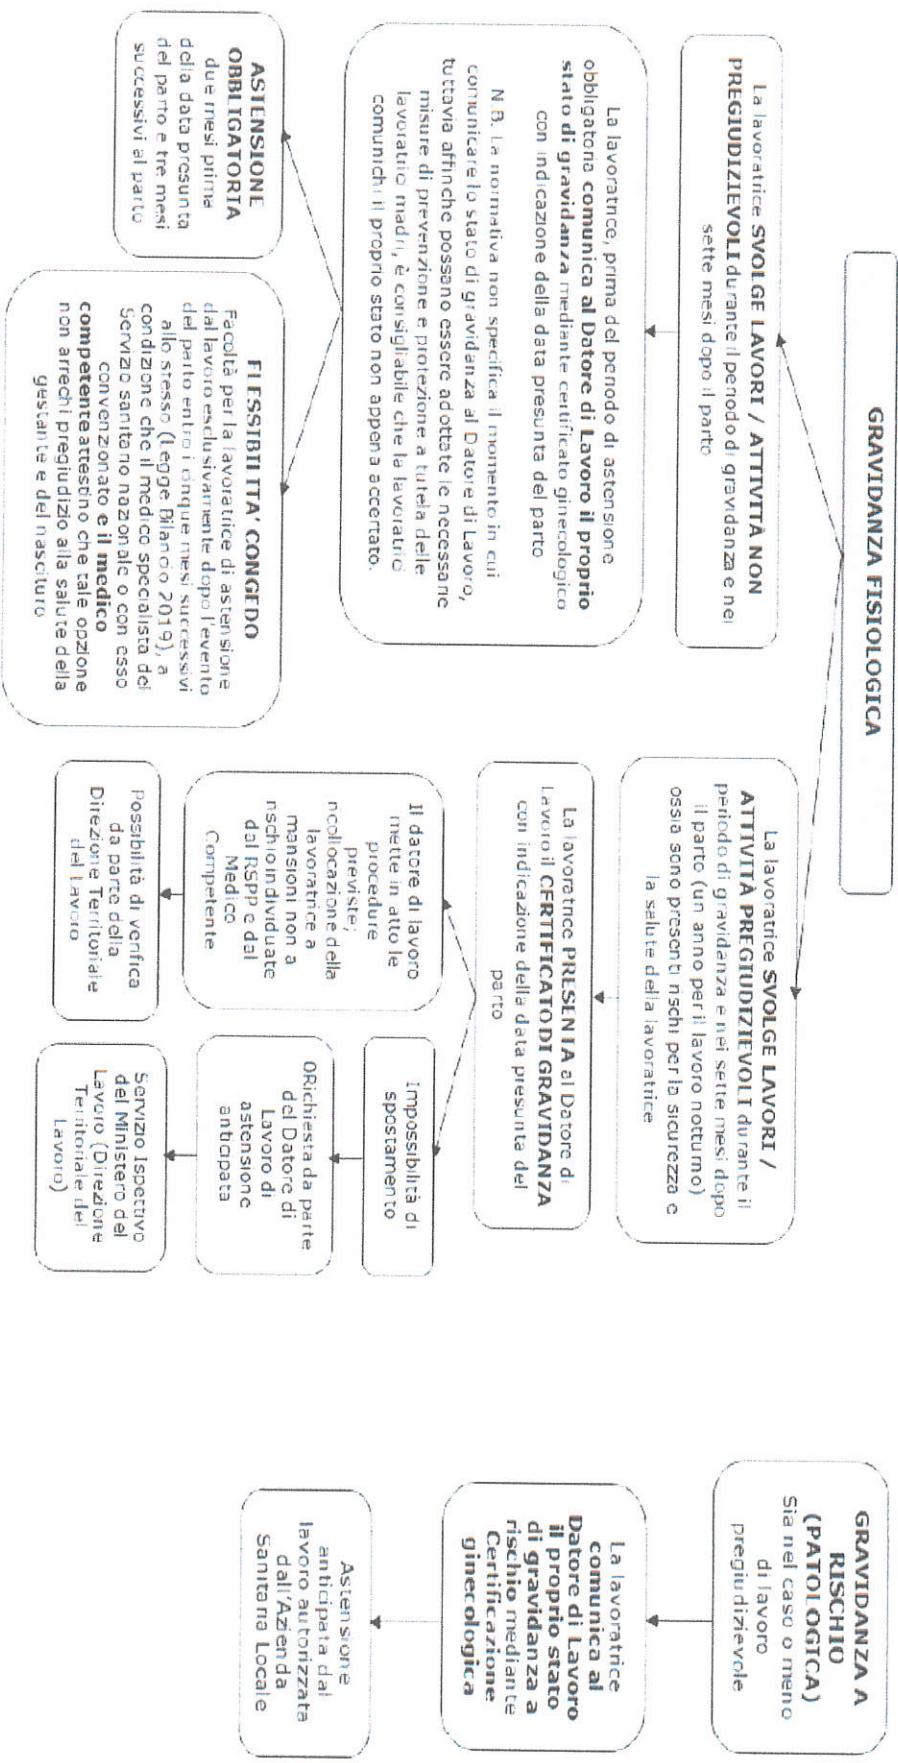 GRAVIDANZA FISIOLOGICA
La lavoratrice SVOLGE LAVORI / ATTIVITÀ NON
PREGIUDIZIEVOLI durante il periodo di gravidanza e nei
sette mesi dopo il parto
La lavoratrice, prima del periodo di astensione
obbligatoria comunica al Datore di Lavoro il proprio
stato di gravidanza mediante certificato ginecologico
con indicazione della data presunta del parto
N.B. La normativa non specifica il momento in cui
comunicare lo stato di gravidanza al Datore di Lavoro,
tuttavia affinche possano essere adottate le necessarie
misure di prevenzione e protezione a tutela delle
lavoratrici madri, è consigliabile che la lavoratrici
comunichi il proprio stato non appena accertato.
ASTENSIONE
OBBLIGATORIA
due mesi prima
della data presunta
del parto e tre mesi
successivi al parto
FLESSIBILITA' CONGEDO
Facoltà per la lavoratrice di astensione
dal lavoro esclusivamente dopo l'evento
del parto entro i cinque mesi successivi
allo stesso (Legge Bilancio 2019), a
condizione che il medico specialista del
Servizio sanitario nazionale o con esso
convenzionato e il medico
competente attestino che tale opzione
non arrechi pregiudizio alla salute della
gestante e del nascituro
La lavoratrice SVOLGE LAVORI /
ATTIVITÀ PREGIUDIZIEVOLI durante il
periodo di gravidanza e nei sette mesi dopo
il parto (un anno per il lavoro notturno)
ossia sono presenti rischi per la sicurezza e
la salute della lavoratrice
La lavoratrice PRESENTA al Datore di
Lavoro il CERTIFICATO DI GRAVIDANZA
con indicazione della data presunta del
parto
Il datore di lavoro
mette in atto le
procedure
previste;
ricollocazione della
lavoratrice a
mansioni non a
rischio individuate
dal RSPP e dal
Medico
Competente
Possibilità di verifica
da parte della
Direzione Territoriale
del Lavoro
Impossibilità di
spostamento
ORichiesta da parte
del Datore di
Lavoro di
astensione
anticipata
Servizio Ispettivo
del Ministero del
Lavoro (Direzione
Territoriale del
Lavoro)
GRAVIDANZA A
RISCHIO
(PATOLOGICA)
Sia nel caso o meno
di lavoro
pregiudizievole
La lavoratrice
comunica al
Datore di Lavoro
il proprio stato
di gravidanza a
rischio mediante
Certificazione
ginecologica
Astensione
anticipata dal
lavoro autorizzata
dall'Azienda
Sanitaria Locale